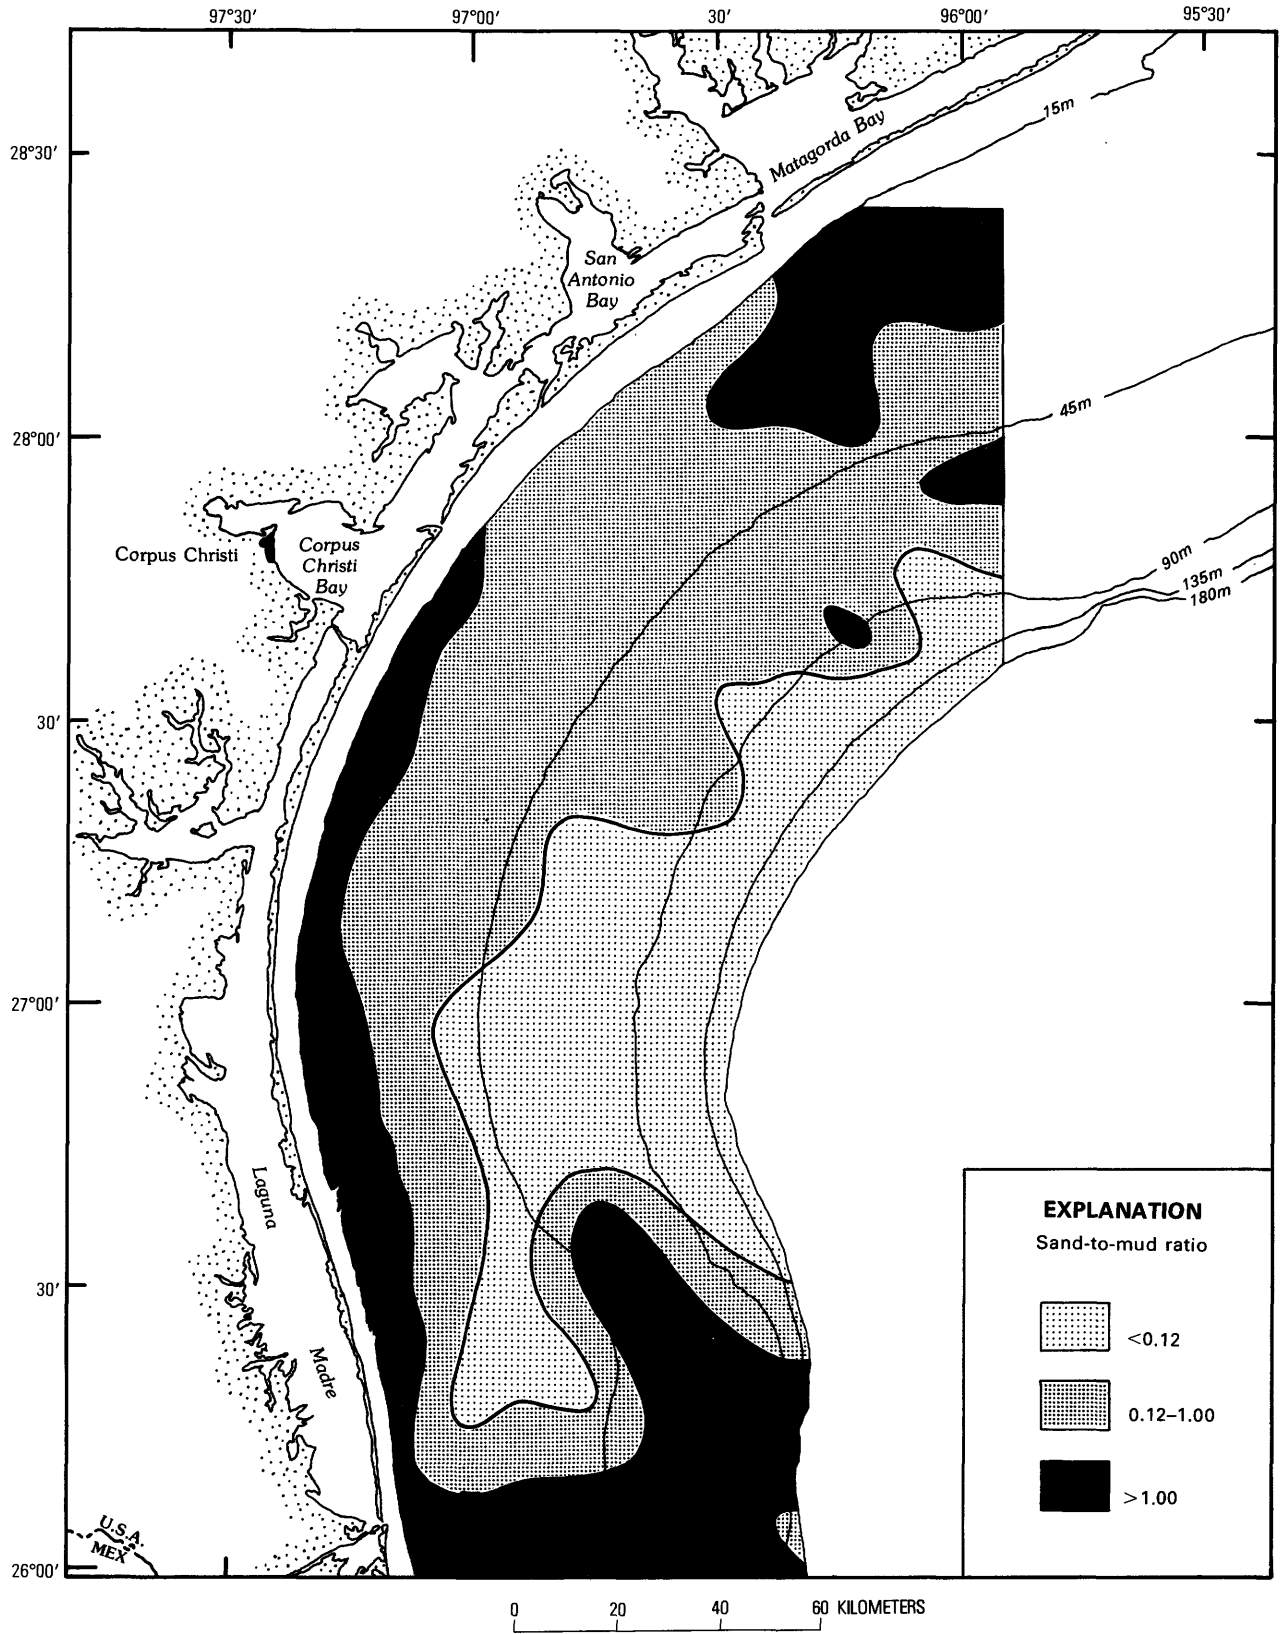 97°30′ 97°00′ 30′ 96°00′ 95°30′
15m
Matagorda Bay
28°30′
San
Antonio
Bay
45m
28°00′
Corpus Christi
Corpus
Christi
Bay
90m
135m
180m
30′
27°00′
Laguna
Madre
30′
EXPLANATION
Sand-to-mud ratio
<0.12
0.12–1.00
>1.00
U.S.A.
MEX
26°00′
0 20 40 60 KILOMETERS